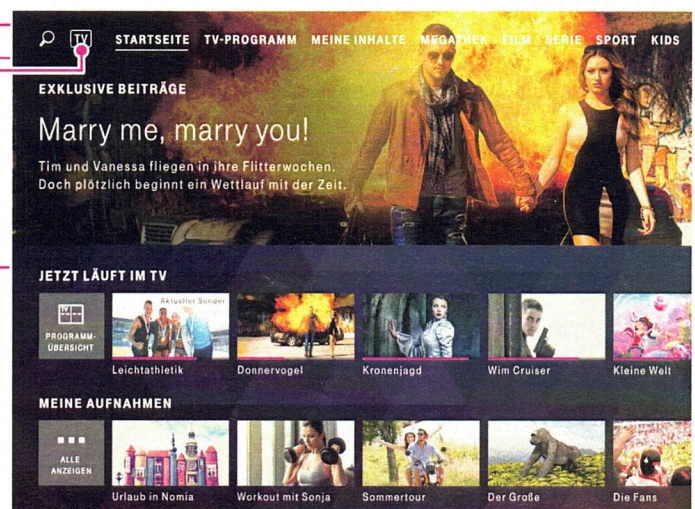 TV STARTSEITE TV-PROGRAMM MEINE INHALTE MEGATHEK FILM SERIE SPORT KIDS
EXKLUSIVE BEITRÄGE
Marry me, marry you!
Tim und Vanessa fliegen in ihre Flitterwochen.
Doch plötzlich beginnt ein Wettlauf mit der Zeit.
JETZT LÄUFT IM TV
TV
PROGRAMM-
ÜBERSICHT
Aktueller Sender
Leichtathletik
Donnervogel
Kronenjagd
Wim Cruiser
Kleine Welt
MEINE AUFNAHMEN
ALLE
ANZEIGEN
Urlaub in Nomia
Workout mit Sonja
Sommertour
Der Große
Die Fans